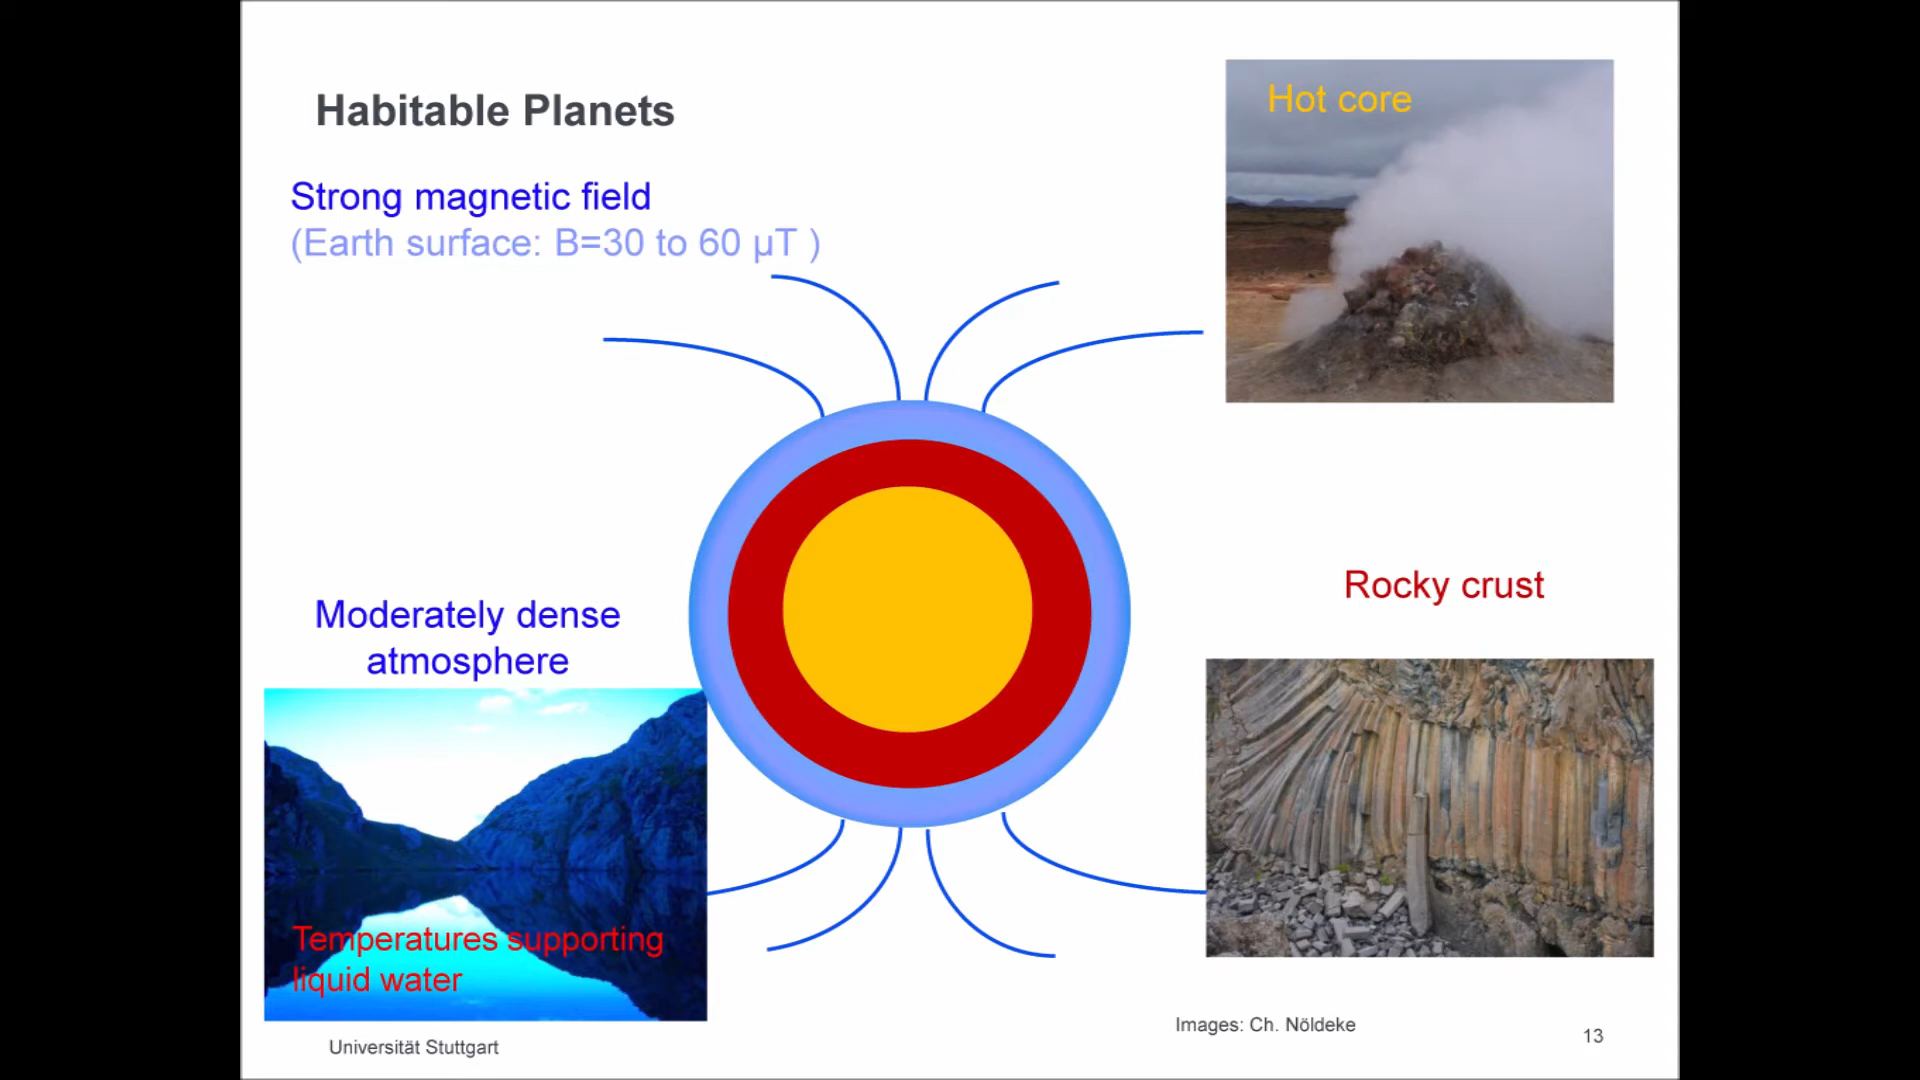 Habitable Planets
Hot core
Strong magnetic field
(Earth surface: B=30 to 60 µT )
Rocky crust
Moderately dense
atmosphere
Temperatures supporting
liquid water
Images: Ch. Nöldeke
13
Universität Stuttgart